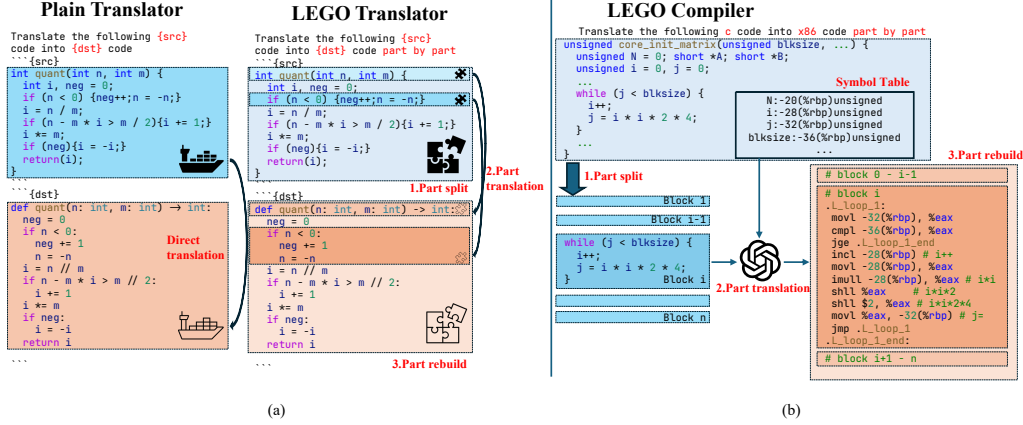 Plain Translator
Translate the following {src}
code into {dst} code
```{src}
int quant(int n, int m) {
int i, neg = 0;
if (n < 0) {neg++;n = -n;}
i = n / m;
if (n - m * i > m / 2){i += 1;}
i *= m;
if (neg){i = -i;}
return(i);
}
```
```{dst}
def quant(n: int, m: int) → int:
neg = 0
if n < 0:
neg += 1
n = -n
i = n // m
if n - m * i > m // 2:
i += 1
i *= m
if neg:
i = -i
return i
```
Direct
translation
LEGO Translator
Translate the following {src}
code into {dst} code part by part
```{src}
int quant(int n, int m) {
int i, neg = 0;
if (n < 0) {neg++;n = -n;}
i = n / m;
if (n - m * i > m / 2){i += 1;}
i *= m;
if (neg){i = -i;}
return(i);
}
1.Part split
2.Part
translation
```
```{dst}
def quant(n: int, m: int) -> int:
neg = 0
if n < 0:
neg += 1
n = -n
i = n // m
if n - m * i > m // 2:
i += 1
i *= m
if neg:
i = -i
return i
```
3.Part rebuild
(a)
LEGO Compiler
Translate the following c code into x86 code part by part
unsigned core_init_matrix(unsigned blksize, ...) {
unsigned N = 0; short *A; short *B;
unsigned i = 0, j = 0;
...
while (j < blksize) {
i++;
j = i * i * 2 * 4;
}
...
}
Symbol Table
N:-20(%rbp)unsigned
i:-28(%rbp)unsigned
j:-32(%rbp)unsigned
blksize:-36(%rbp)unsigned
...
1.Part split
Block 1
Block i-1
while (j < blksize) {
i++;
j = i * i * 2 * 4;
}
Block i
Block n
2.Part translation
3.Part rebuild
# block 0 - i-1
# block i
.L_loop_1:
movl -32(%rbp), %eax
cmpl -36(%rbp), %eax
jge .L_loop_1_end
incl -28(%rbp) # i++
movl -28(%rbp), %eax
imull -28(%rbp), %eax # i*i
shll %eax # i*i*2
shll $2, %eax # i*i*2*4
movl %eax, -32(%rbp) # j=
jmp .L_loop_1
.L_loop_1_end:
# block i+1 - n
(b)